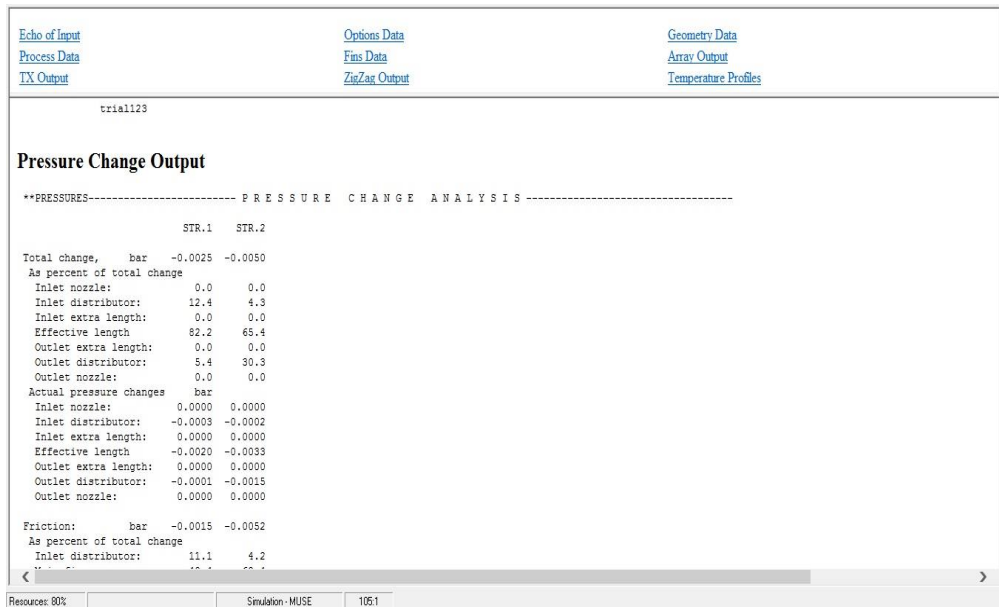 Echo of Input Options Data Geometry Data
Process Data Fins Data Array Output
TX Output ZigZag Output Temperature Profiles
trial123
Pressure Change Output
**PRESSURES------------------------- P R E S S U R E   C H A N G E   A N A L Y S I S -----------------------------------
STR.1 STR.2
Total change, bar -0.0025 -0.0050
As percent of total change
Inlet nozzle: 0.0 0.0
Inlet distributor: 12.4 4.3
Inlet extra length: 0.0 0.0
Effective length 82.2 65.4
Outlet extra length: 0.0 0.0
Outlet distributor: 5.4 30.3
Outlet nozzle: 0.0 0.0
Actual pressure changes bar
Inlet nozzle: 0.0000 0.0000
Inlet distributor: -0.0003 -0.0002
Inlet extra length: 0.0000 0.0000
Effective length -0.0020 -0.0033
Outlet extra length: 0.0000 0.0000
Outlet distributor: -0.0001 -0.0015
Outlet nozzle: 0.0000 0.0000
Friction: bar -0.0015 -0.0052
As percent of total change
Inlet distributor: 11.1 4.2
Resources: 80% Simulation - MUSE 105:1